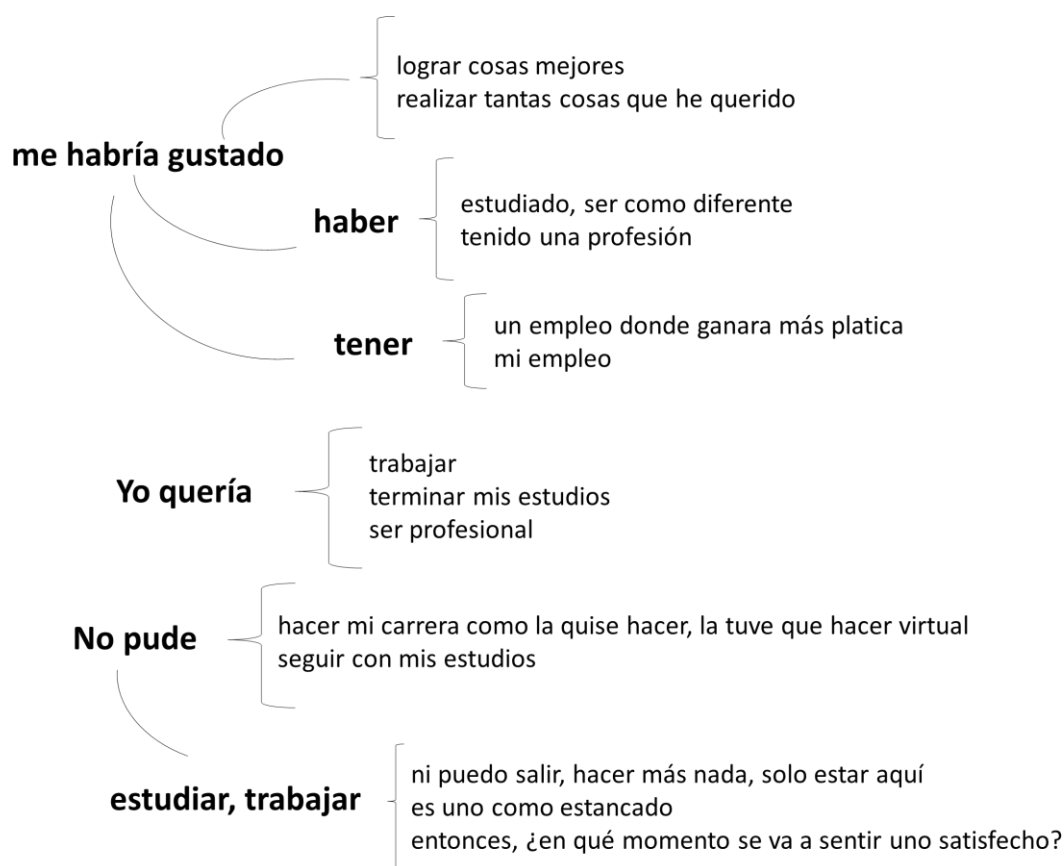 lograr cosas mejores
realizar tantas cosas que he querido
me habría gustado
haber
estudiado, ser como diferente
tenido una profesión
tener
un empleo donde ganara más platica
mi empleo
Yo quería
trabajar
terminar mis estudios
ser profesional
No pude
hacer mi carrera como la quise hacer, la tuve que hacer virtual
seguir con mis estudios
estudiar, trabajar
ni puedo salir, hacer más nada, solo estar aquí
es uno como estancado
entonces, ¿en qué momento se va a sentir uno satisfecho?